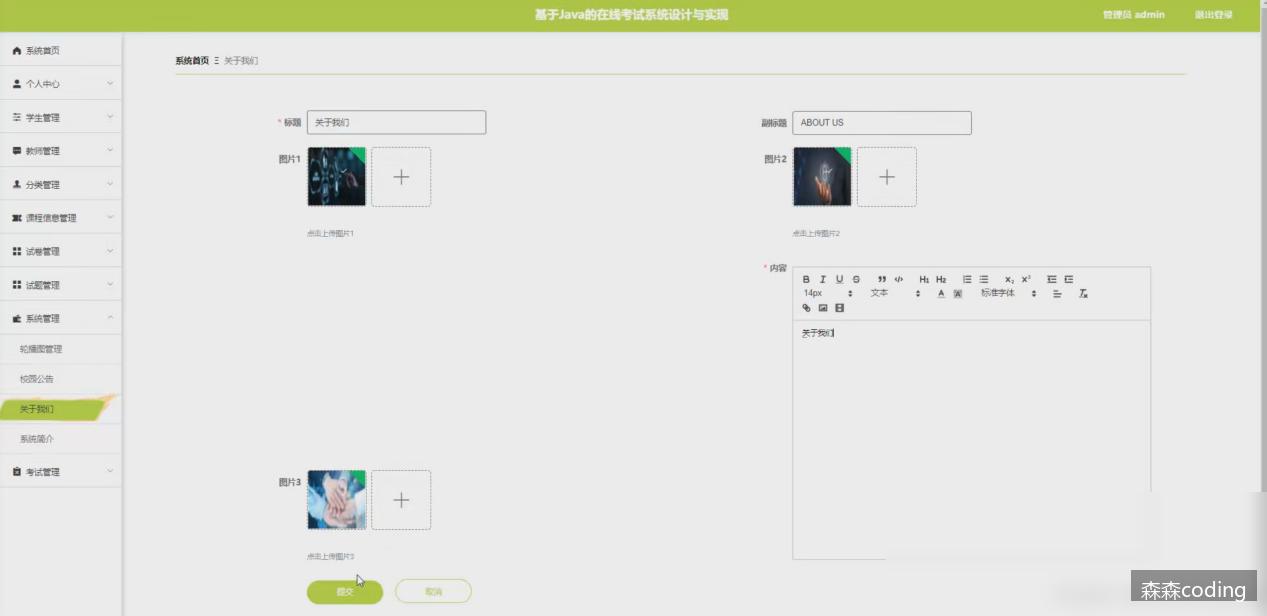 基于Java的在线考试系统设计与实现
管理员 admin
退出登录
系统首页
个人中心
学生管理
教师管理
分类管理
课程信息管理
试卷管理
试题管理
系统管理
轮播图管理
校园公告
关于我们
系统简介
考试管理
系统首页 Ξ 关于我们
* 标题 关于我们
副标题 ABOUT US
图片1
点击上传图片1
图片2
点击上传图片2
* 内容
B I U S ” </> H1 H2 x2 x2
14px 文本 A A 标准字体 Tx
关于我们
图片3
点击上传图片3
提交 取消
森森coding